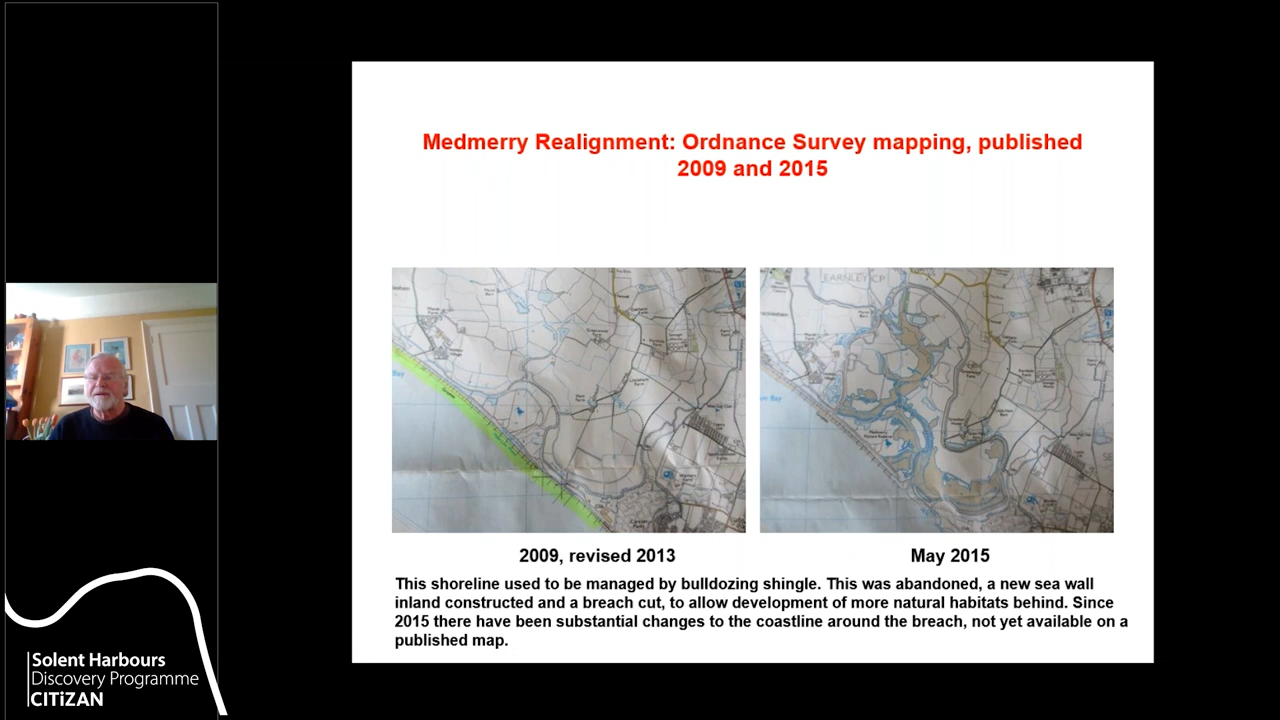 Medmerry Realignment: Ordnance Survey mapping, published
2009 and 2015
EARNLEY CP
2009, revised 2013
May 2015
This shoreline used to be managed by bulldozing shingle. This was abandoned, a new sea wall
inland constructed and a breach cut, to allow development of more natural habitats behind. Since
2015 there have been substantial changes to the coastline around the breach, not yet available on a
published map.
Solent Harbours
Discovery Programme
CITiZAN